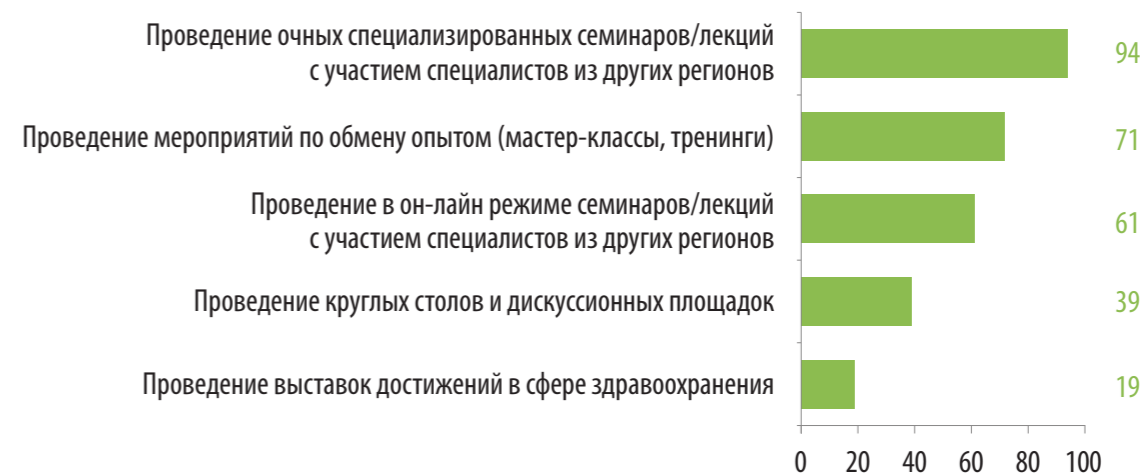 Проведение очных специализированных семинаров/лекций
с участием специалистов из других регионов
94
Проведение мероприятий по обмену опытом (мастер-классы, тренинги)
71
Проведение в он-лайн режиме семинаров/лекций
с участием специалистов из других регионов
61
Проведение круглых столов и дискуссионных площадок
39
Проведение выставок достижений в сфере здравоохранения
19
0 20 40 60 80 100